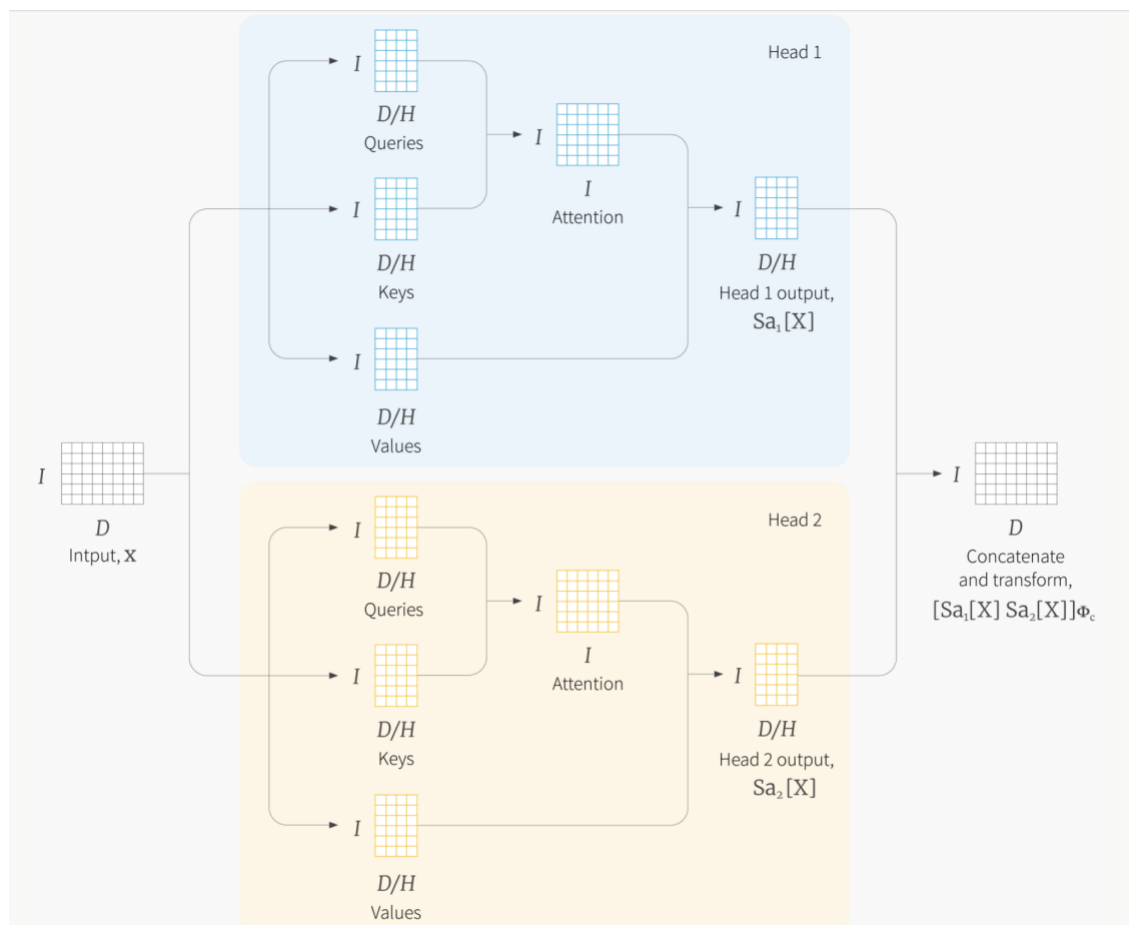 Head 1
I
D/H
Queries
I
D/H
Keys
I
D/H
Values
I
I
Attention
I
D/H
Head 1 output,
Sa₁[X]
I
D
Intput, X
Head 2
I
D/H
Queries
I
D/H
Keys
I
D/H
Values
I
I
Attention
I
D/H
Head 2 output,
Sa₂[X]
I
D
Concatenate
and transform,
[Sa₁[X] Sa₂[X]]Φc